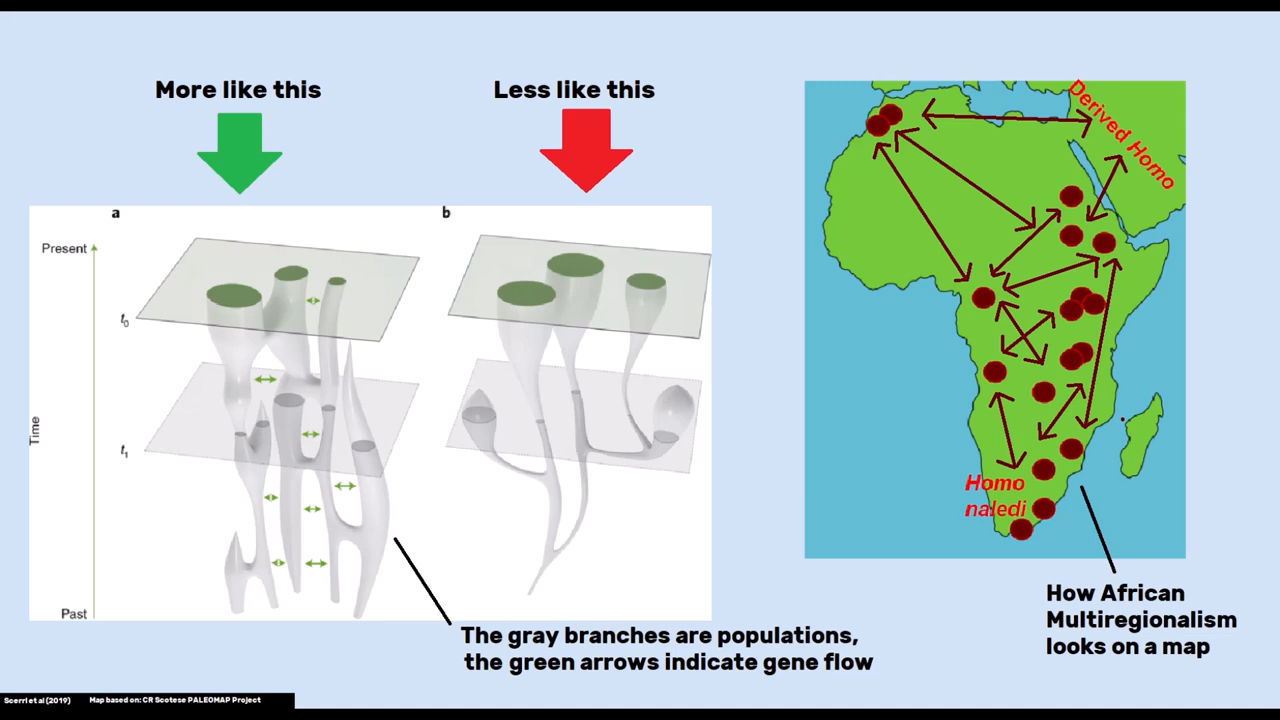 More like this
Less like this
a
b
Present
t0
Time
t1
Past
The gray branches are populations,
the green arrows indicate gene flow
Derived Homo
Homo
naledi
How African
Multiregionalism
looks on a map
Scerri et al (2019)
Map based on: CR Scotese PALEOMAP Project